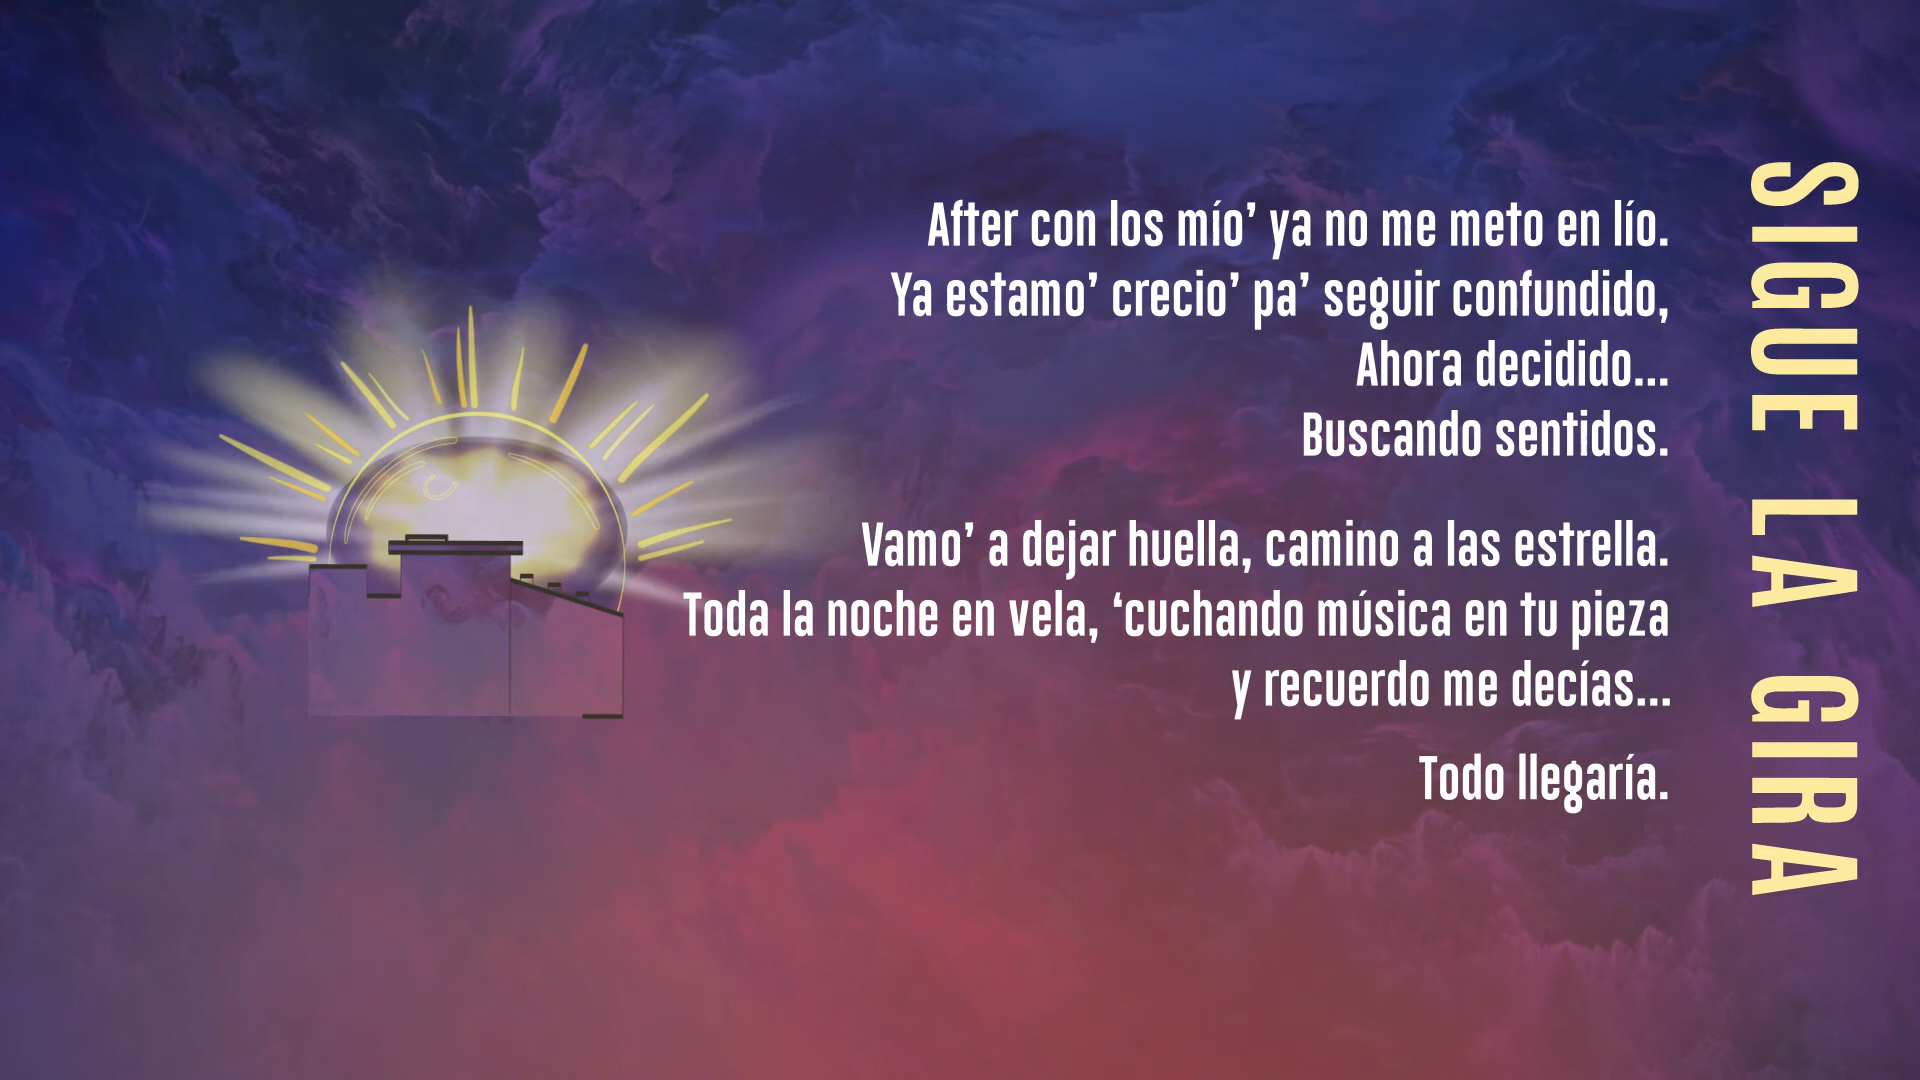 After con los mío’ ya no me meto en lío.
Ya estamo’ crecio’ pa’ seguir confundido,
Ahora decidido...
Buscando sentidos.
Vamo’ a dejar huella, camino a las estrella.
Toda la noche en vela, ‘cuchando música en tu pieza
y recuerdo me decías...
Todo llegaría.
SIGUE LA GIRA